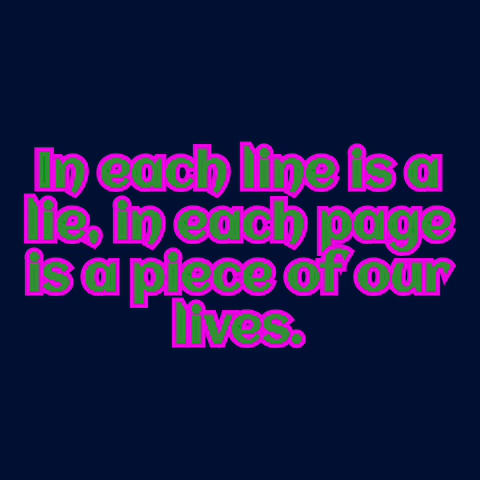 In each line is a
lie, in each page
is a piece of our
lives.